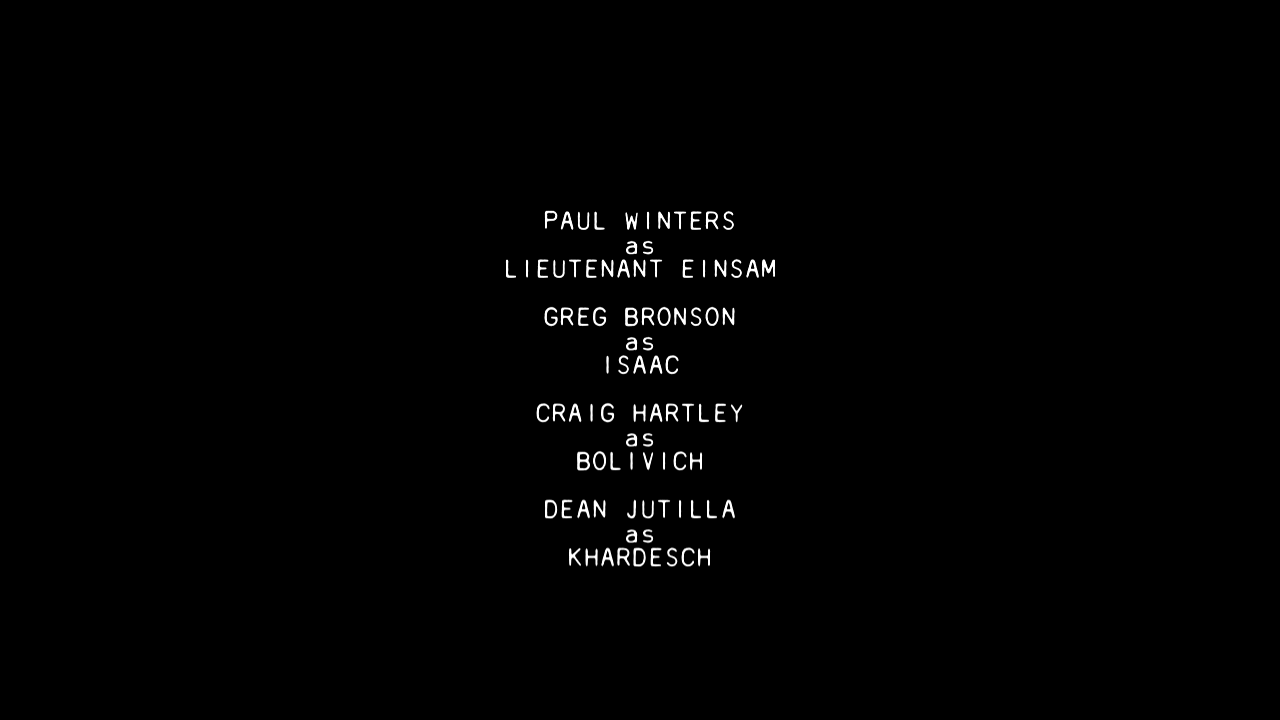 PAUL WINTERS
as
LIEUTENANT EINSAM
GREG BRONSON
as
ISAAC
CRAIG HARTLEY
as
BOLIVICH
DEAN JUTILLA
as
KHARDESCH